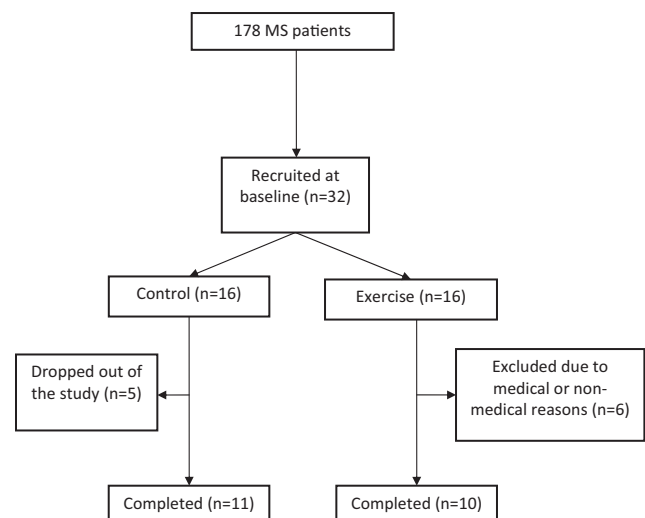 178 MS patients
Recruited at
baseline (n=32)
Control (n=16)
Exercise (n=16)
Dropped out of
the study (n=5)
Excluded due to
medical or non-
medical reasons (n=6)
Completed (n=11)
Completed (n=10)